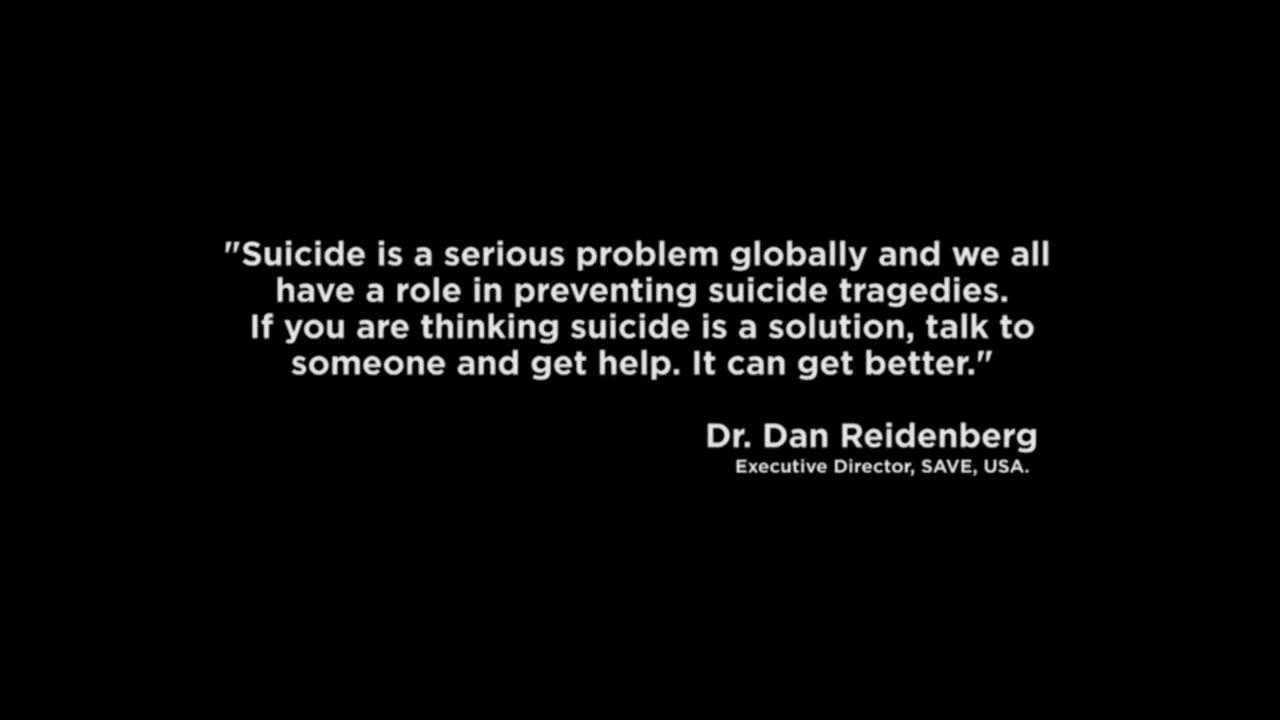 "Suicide is a serious problem globally and we all
have a role in preventing suicide tragedies.
If you are thinking suicide is a solution, talk to
someone and get help. It can get better."
Dr. Dan Reidenberg
Executive Director, SAVE, USA.